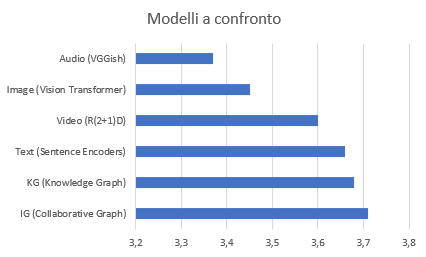 Modelli a confronto
Audio (VGGish)
Image (Vision Transformer)
Video (R(2+1)D)
Text (Sentence Encoders)
KG (Knowledge Graph)
IG (Collaborative Graph)
3,2 3,3 3,4 3,5 3,6 3,7 3,8